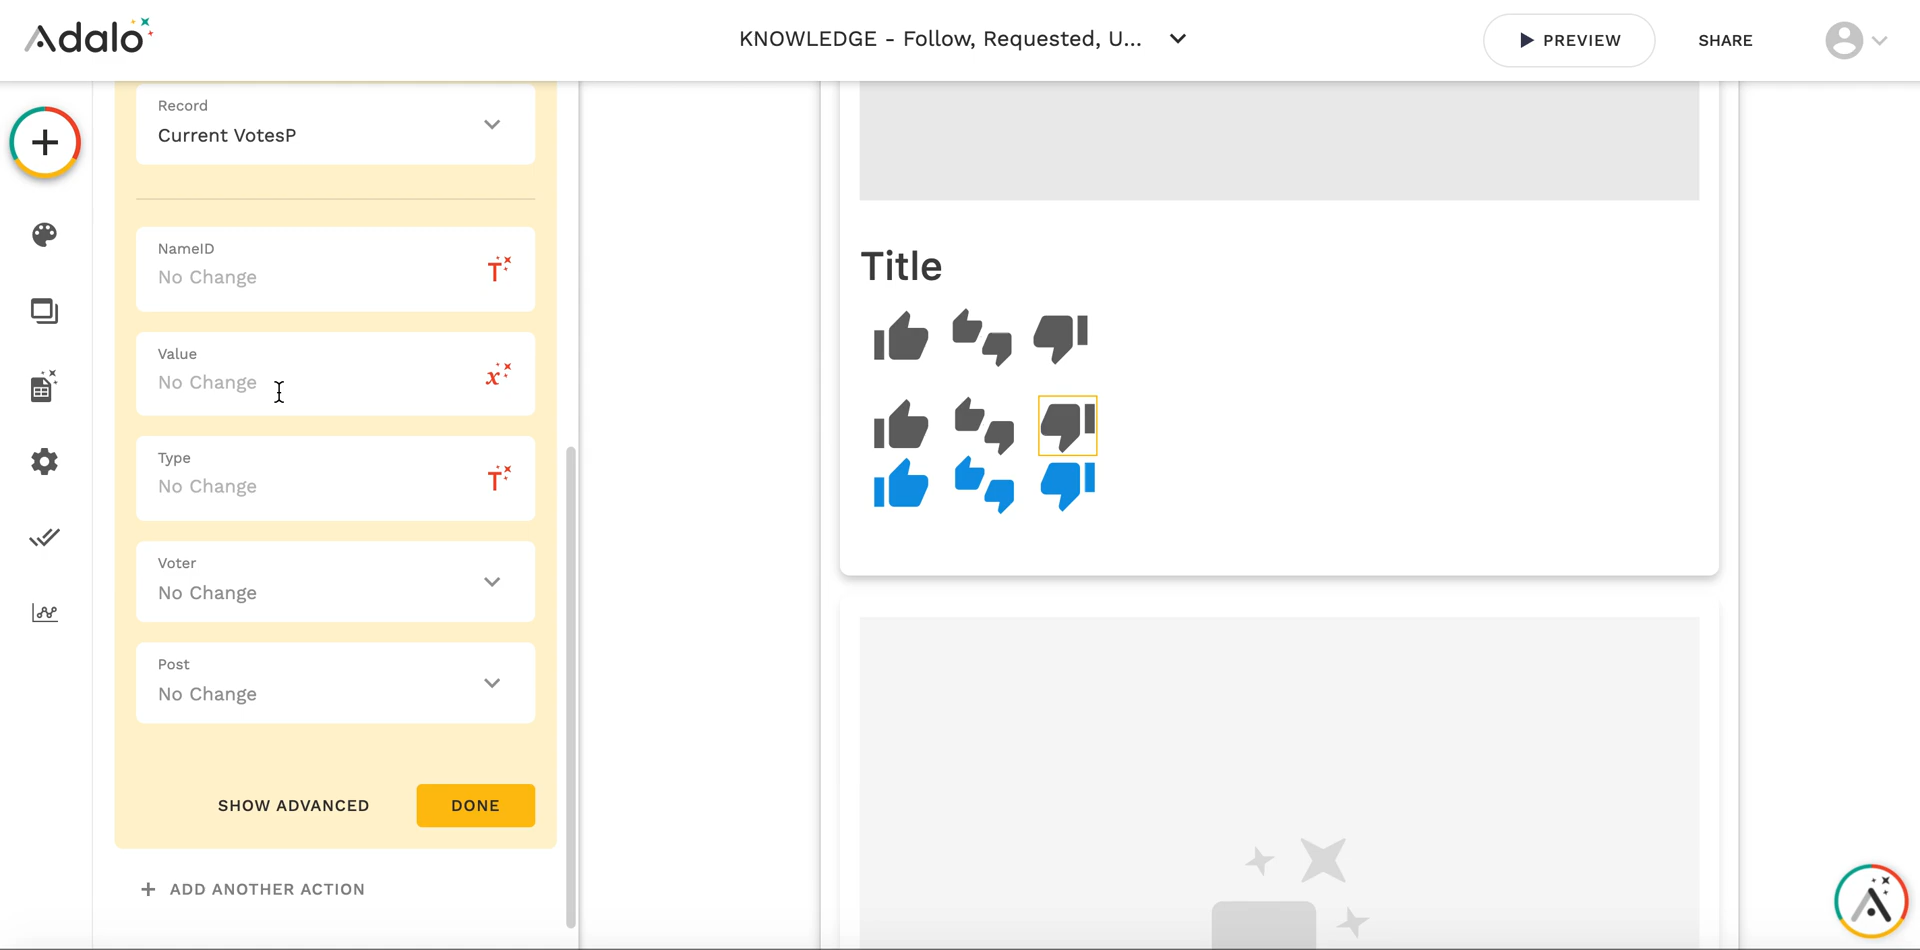 Adalo
KNOWLEDGE - Follow, Requested, U...
PREVIEW
SHARE
Record
Current VotesP
NameID
No Change
Value
No Change
Type
No Change
Voter
No Change
Post
No Change
SHOW ADVANCED
DONE
ADD ANOTHER ACTION
Title